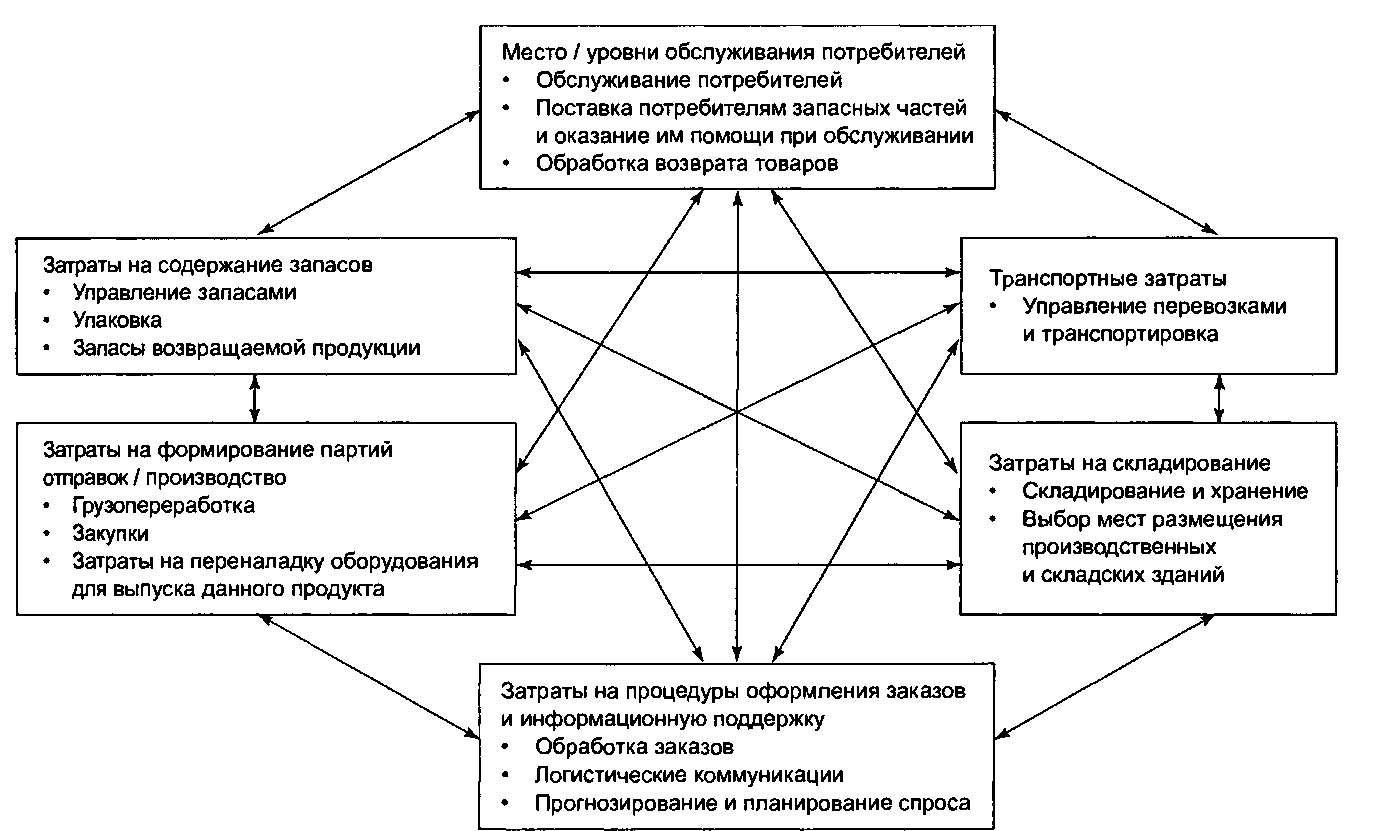 Место / уровни обслуживания потребителей
• Обслуживание потребителей
• Поставка потребителям запасных частей
и оказание им помощи при обслуживании
• Обработка возврата товаров
Затраты на содержание запасов
• Управление запасами
• Упаковка
• Запасы возвращаемой продукции
Транспортные затраты
• Управление перевозками
и транспортировка
Затраты на формирование партий
отправок / производство
• Грузопереработка
• Закупки
• Затраты на переналадку оборудования
для выпуска данного продукта
Затраты на складирование
• Складирование и хранение
• Выбор мест размещения
производственных
и складских зданий
Затраты на процедуры оформления заказов
и информационную поддержку
• Обработка заказов
• Логистические коммуникации
• Прогнозирование и планирование спроса